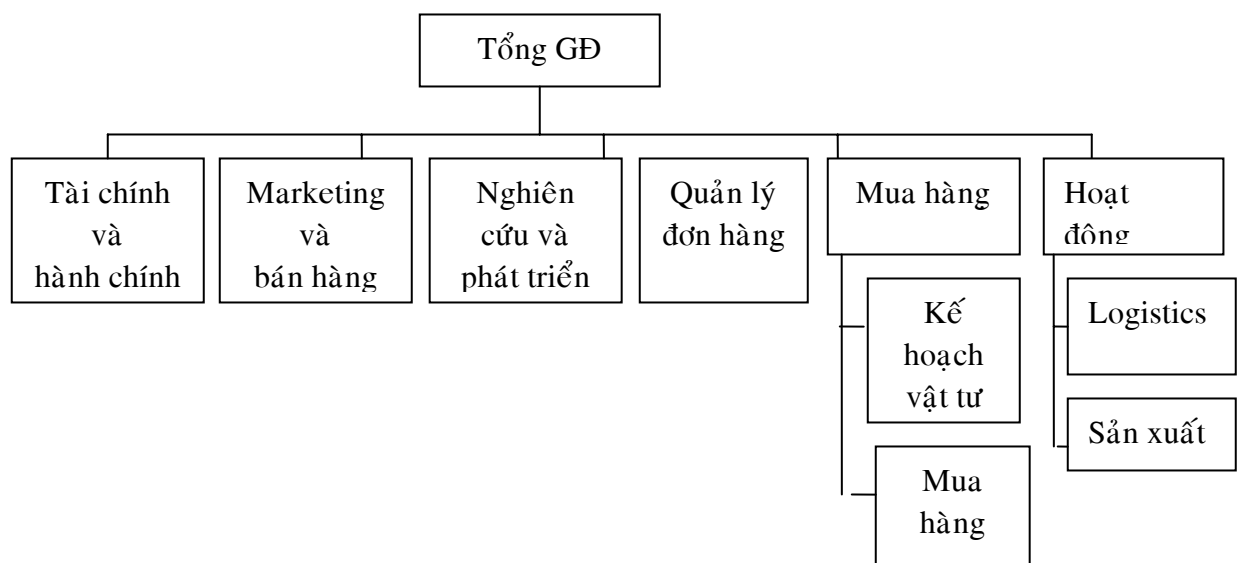 Tổng GĐ
Tài chính
và
hành chính
Marketing
và
bán hàng
Nghiên
cứu và
phát triển
Quản lý
đơn hàng
Mua hàng
Hoạt
động
Kế
hoạch
vật tư
Mua
hàng
Logistics
Sản xuất